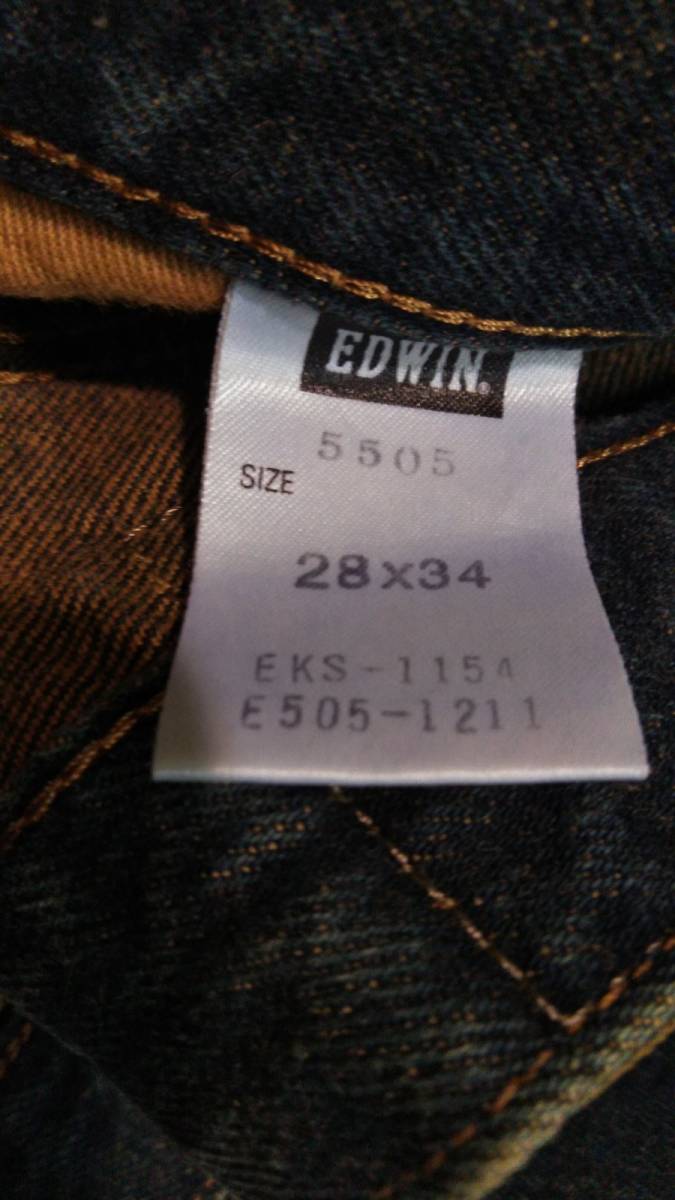 EDWIN®
5505
SIZE
28x34
EKS-1154
E505-1211